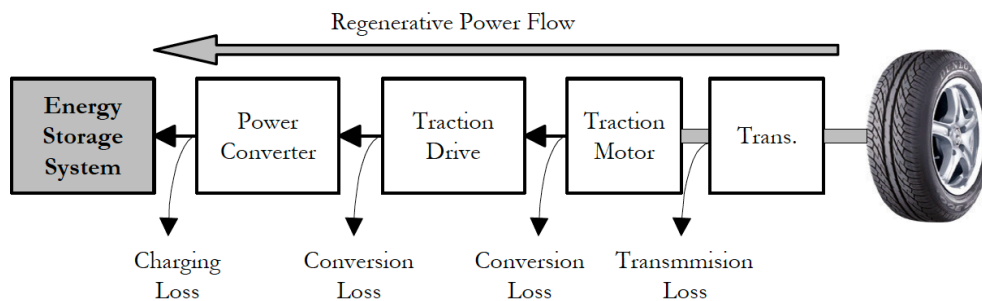 Regenerative Power Flow
Energy
Storage
System
Power
Converter
Traction
Drive
Traction
Motor
Trans.
Charging
Loss
Conversion
Loss
Conversion
Loss
Transmmision
Loss